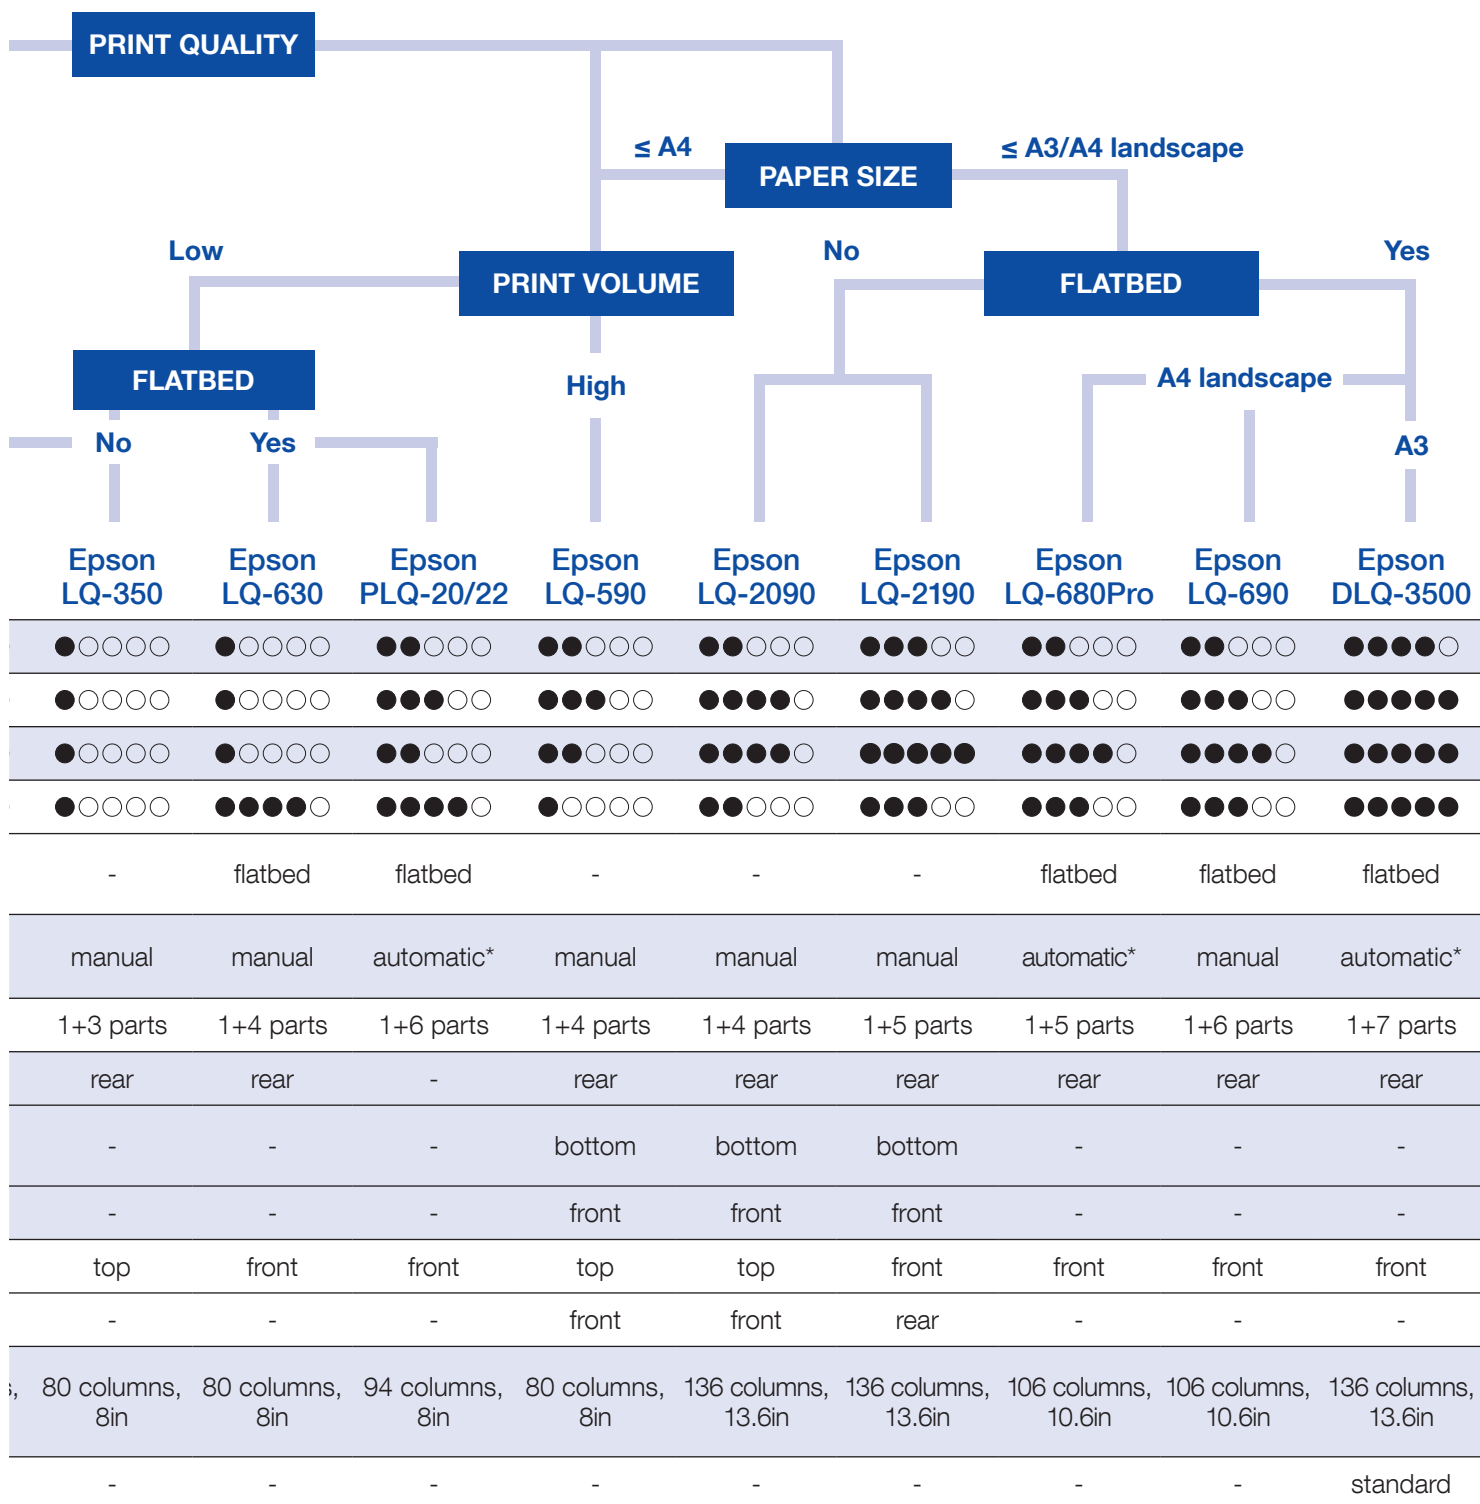 PRINT QUALITY
≤ A4
≤ A3/A4 landscape
PAPER SIZE
Low
No
Yes
PRINT VOLUME
FLATBED
FLATBED
High
A4 landscape
No
Yes
A3
Epson Epson Epson Epson Epson Epson Epson Epson Epson
LQ-350 LQ-630 PLQ-20/22 LQ-590 LQ-2090 LQ-2190 LQ-680Pro LQ-690 DLQ-3500
●○○○○ ●○○○○ ●●○○○ ●●○○○ ●●○○○ ●●●○○ ●●○○○ ●●○○○ ●●●●○
●○○○○ ●○○○○ ●●●○○ ●●●○○ ●●●●○ ●●●●○ ●●●○○ ●●●○○ ●●●●●
●○○○○ ●○○○○ ●●○○○ ●●○○○ ●●●●○ ●●●●● ●●●●○ ●●●●○ ●●●●●
●○○○○ ●●●●○ ●●●●○ ●○○○○ ●●○○○ ●●●○○ ●●●○○ ●●●○○ ●●●●●
- flatbed flatbed - - - flatbed flatbed flatbed
manual manual automatic* manual manual manual automatic* manual automatic*
1+3 parts 1+4 parts 1+6 parts 1+4 parts 1+4 parts 1+5 parts 1+5 parts 1+6 parts 1+7 parts
rear rear - rear rear rear rear rear rear
- - - bottom bottom bottom - - -
- - - front front front - - -
top front front top top front front front front
- - - front front rear - - -
80 columns, 80 columns, 94 columns, 80 columns, 136 columns, 136 columns, 106 columns, 106 columns, 136 columns,
8in 8in 8in 8in 13.6in 13.6in 10.6in 10.6in 13.6in
- - - - - - - - standard